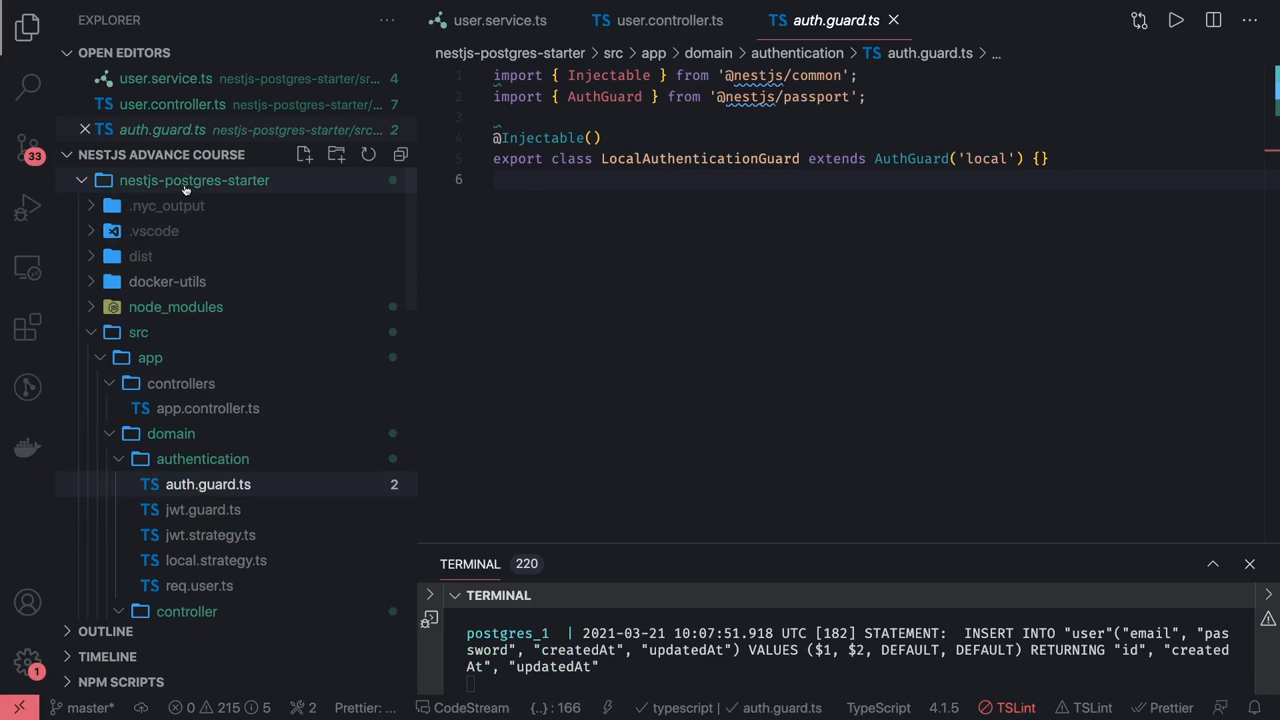 EXPLORER
OPEN EDITORS
user.service.ts nestjs-postgres-starter/sr... 4
TS user.controller.ts nestjs-postgres-starter/... 7
TS auth.guard.ts nestjs-postgres-starter/src... 2
NESTJS ADVANCE COURSE
nestjs-postgres-starter
.nyc_output
.vscode
dist
docker-utils
node_modules
src
app
controllers
TS app.controller.ts
domain
authentication
TS auth.guard.ts 2
TS jwt.guard.ts
TS jwt.strategy.ts
TS local.strategy.ts
TS req.user.ts
controller
OUTLINE
TIMELINE
NPM SCRIPTS
33
1
user.service.ts TS user.controller.ts TS auth.guard.ts
nestjs-postgres-starter > src > app > domain > authentication > TS auth.guard.ts > ...
1 import { Injectable } from '@nestjs/common';
2 import { AuthGuard } from '@nestjs/passport';
3
4 @Injectable()
5 export class LocalAuthenticationGuard extends AuthGuard('local') {}
6
TERMINAL 220
TERMINAL
postgres_1 | 2021-03-21 10:07:51.918 UTC [182] STATEMENT: INSERT INTO "user"("email", "pas
sword", "createdAt", "updatedAt") VALUES ($1, $2, DEFAULT, DEFAULT) RETURNING "id", "created
At", "updatedAt"
master* 0 215 5 2 Prettier: ... CodeStream {..} : 166 typescript | auth.guard.ts TypeScript 4.1.5 TSLint TSLint Prettier